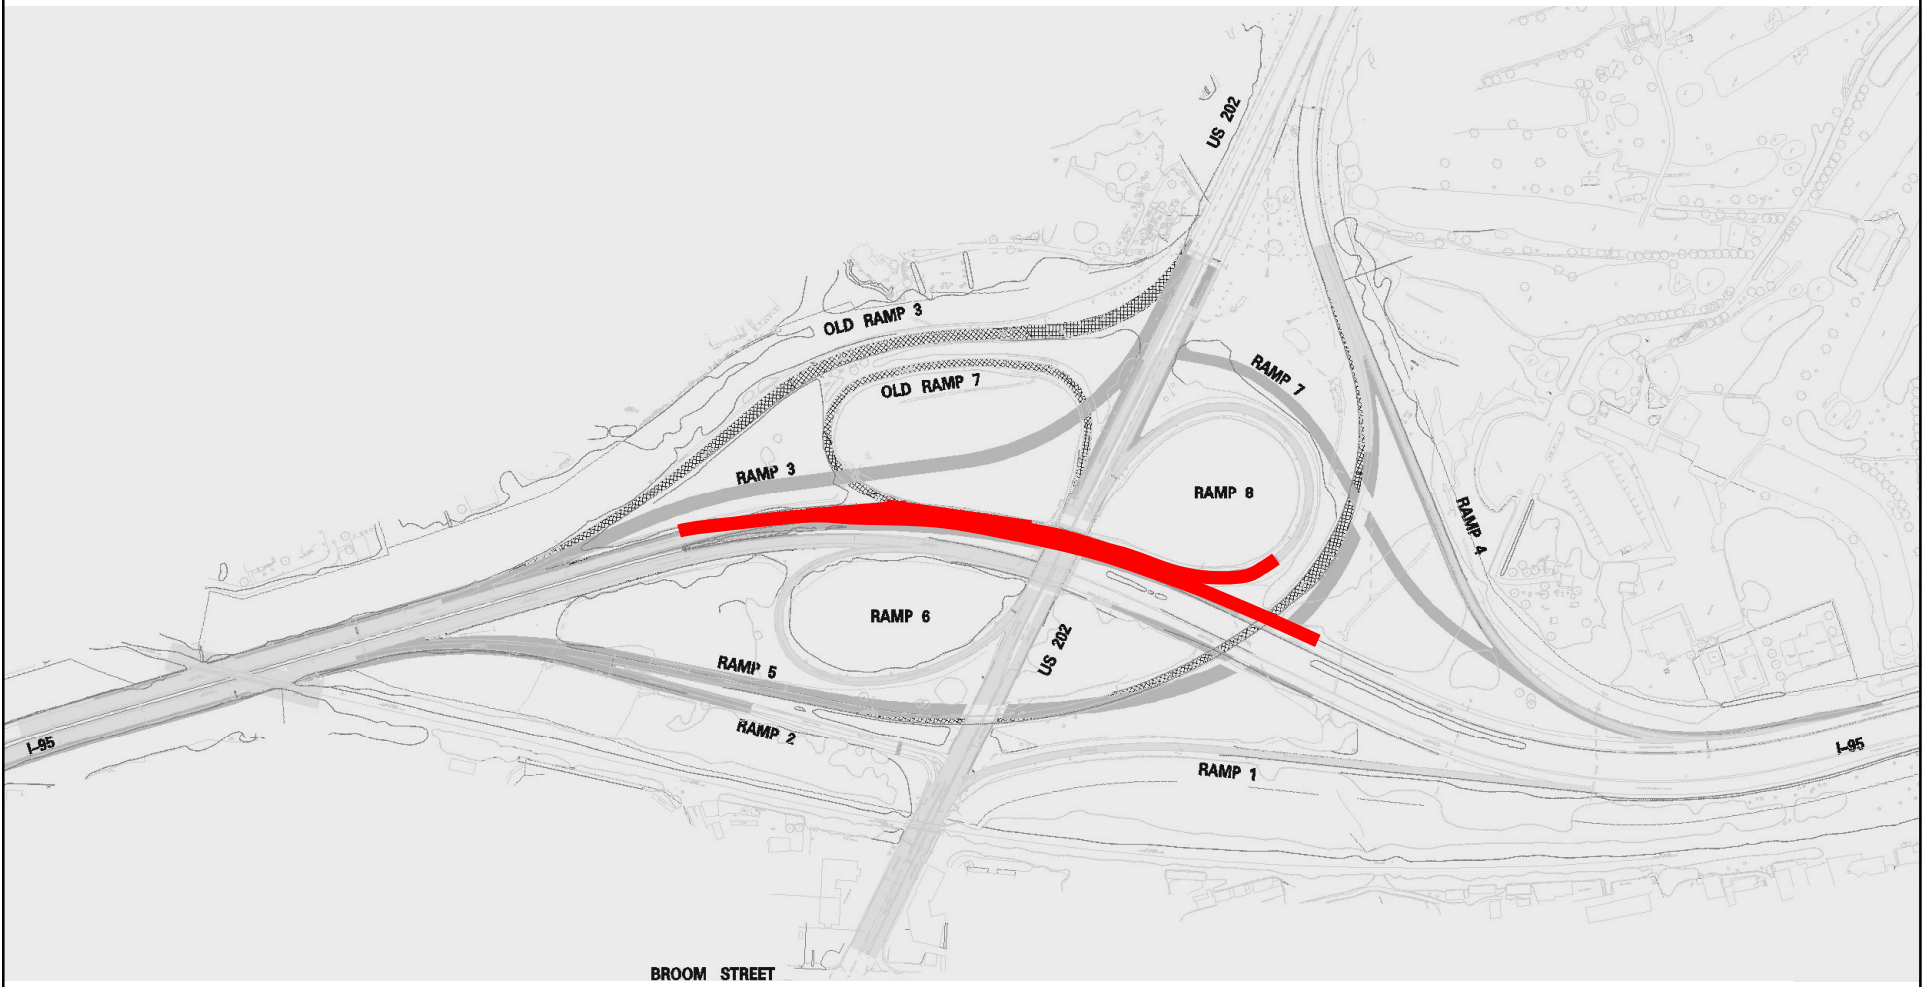 US 202
OLD RAMP 3
RAMP 7
OLD RAMP 7
RAMP 3
RAMP 8
RAMP 4
RAMP 6
US 202
RAMP 5
RAMP 2
I-95
I-95
RAMP 1
BROOM STREET